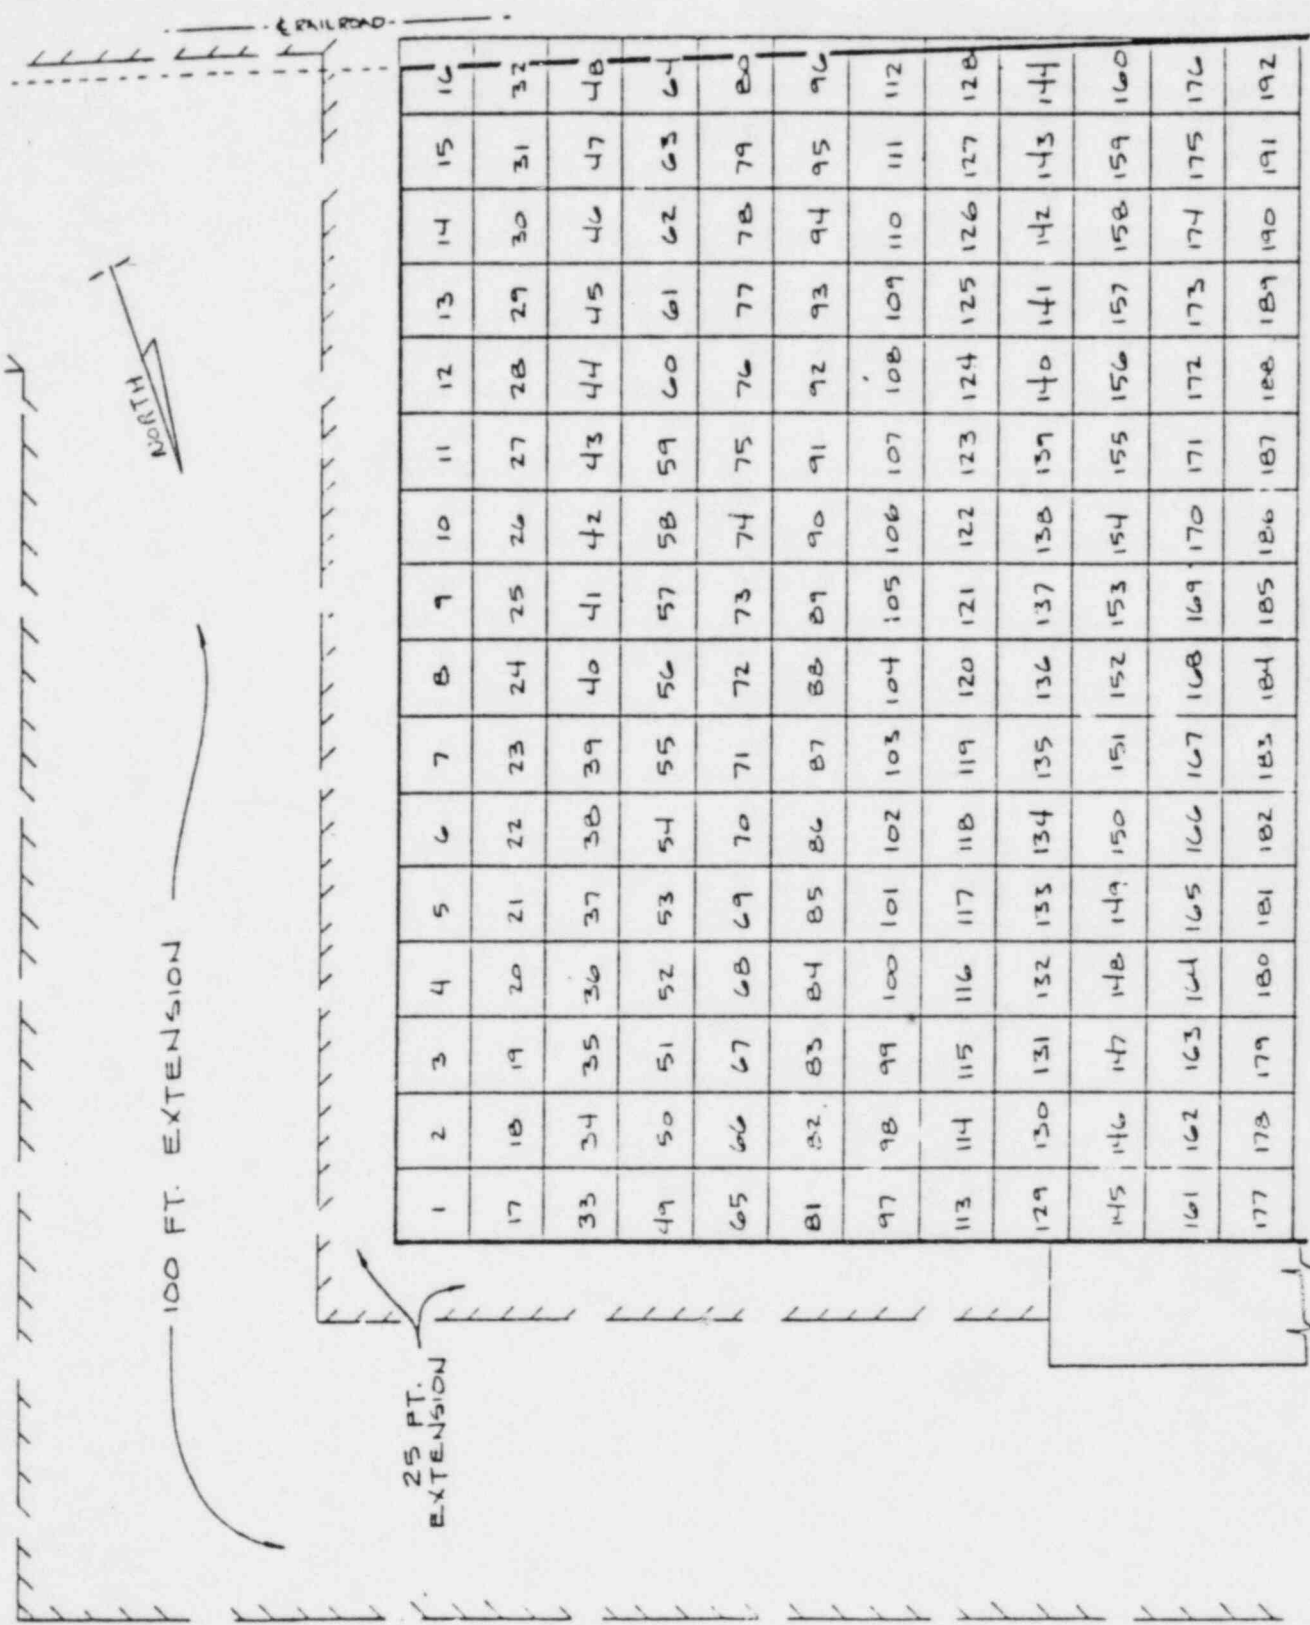 NORTH
100 FT. EXTENSION
25 FT.
EXTENSION
℄ RAILROAD
1 2 3 4 5 6 7 8 9 10 11 12 13 14 15 16
17 18 19 20 21 22 23 24 25 26 27 28 29 30 31 32
33 34 35 36 37 38 39 40 41 42 43 44 45 46 47 48
49 50 51 52 53 54 55 56 57 58 59 60 61 62 63 64
65 66 67 68 69 70 71 72 73 74 75 76 77 78 79 80
81 82 83 84 85 86 87 88 89 90 91 92 93 94 95 96
97 98 99 100 101 102 103 104 105 106 107 108 109 110 111 112
113 114 115 116 117 118 119 120 121 122 123 124 125 126 127 128
129 130 131 132 133 134 135 136 137 138 139 140 141 142 143 144
145 146 147 148 149 150 151 152 153 154 155 156 157 158 159 160
161 162 163 164 165 166 167 168 169 170 171 172 173 174 175 176
177 178 179 180 181 182 183 184 185 186 187 188 189 190 191 192